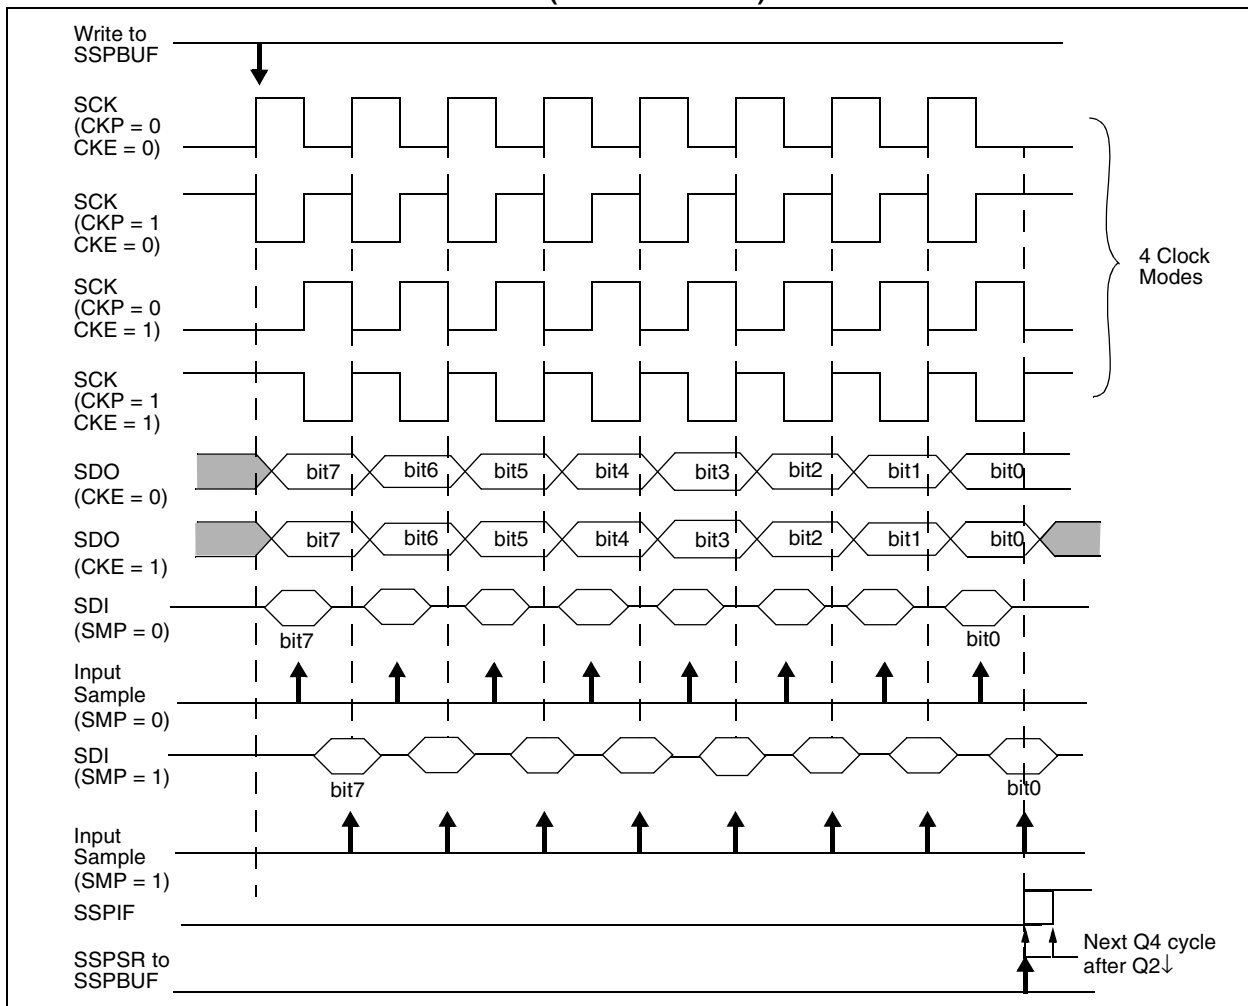 Write to
SSPBUF
SCK
(CKP = 0
CKE = 0)
SCK
(CKP = 1
CKE = 0)
SCK
(CKP = 0
CKE = 1)
SCK
(CKP = 1
CKE = 1)
4 Clock
Modes
SDO
(CKE = 0)
bit7 bit6 bit5 bit4 bit3 bit2 bit1 bit0
SDO
(CKE = 1)
bit7 bit6 bit5 bit4 bit3 bit2 bit1 bit0
SDI
(SMP = 0)
bit7 bit0
Input
Sample
(SMP = 0)
SDI
(SMP = 1)
bit7 bit0
Input
Sample
(SMP = 1)
SSPIF
Next Q4 cycle
after Q2↓
SSPSR to
SSPBUF